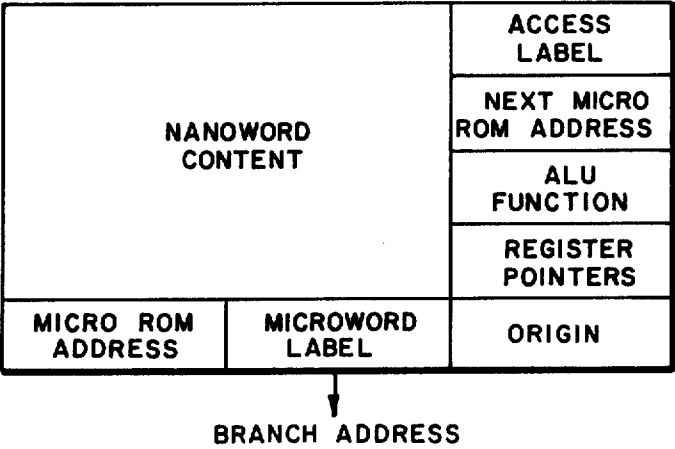 NANOWORD
CONTENT
ACCESS
LABEL
NEXT MICRO
ROM ADDRESS
ALU
FUNCTION
REGISTER
POINTERS
MICRO ROM
ADDRESS
MICROWORD
LABEL
ORIGIN
BRANCH ADDRESS